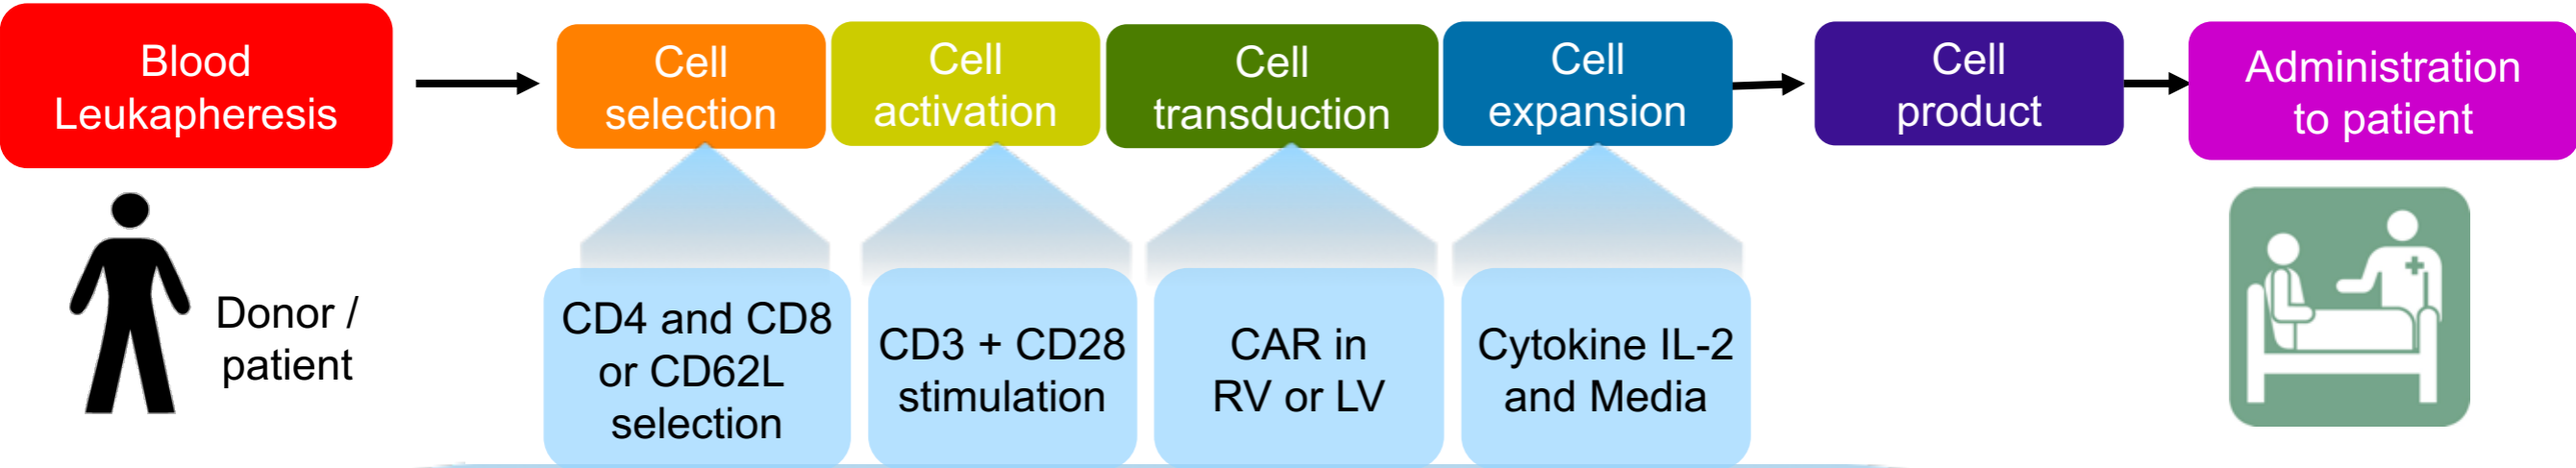 Blood
Leukapheresis
Cell
selection
Cell
activation
Cell
transduction
Cell
expansion
Cell
product
Administration
to patient
Donor /
patient
CD4 and CD8
or CD62L
selection
CD3 + CD28
stimulation
CAR in
RV or LV
Cytokine IL-2
and Media